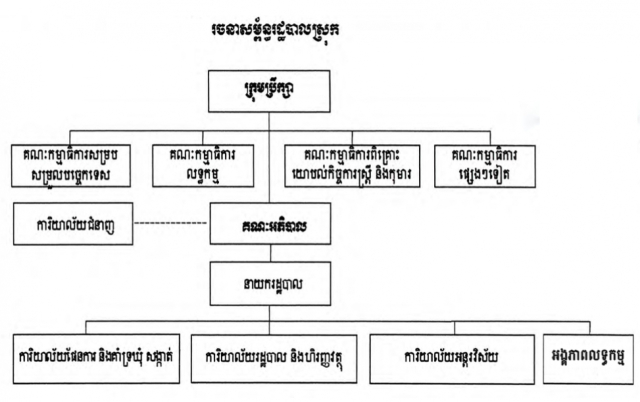 រចនាសម្ព័ន្ធរដ្ឋបាលស្រុក
ក្រុមប្រឹក្សា
គណៈកម្មាធិការសម្រប
សម្រួលបច្ចេកទេស
គណៈកម្មាធិការ
លទ្ធកម្ម
គណៈកម្មាធិការពិគ្រោះ
យោបល់កិច្ចការស្ត្រី និងកុមារ
គណៈកម្មាធិការ
ផ្សេងៗទៀត
ការិយាល័យជំនាញ
គណៈអភិបាល
នាយករដ្ឋបាល
ការិយាល័យផែនការ និងគាំទ្រឃុំ សង្កាត់
ការិយាល័យរដ្ឋបាល និងហិរញ្ញវត្ថុ
ការិយាល័យអន្តរវិស័យ
អង្គភាពលទ្ធកម្ម